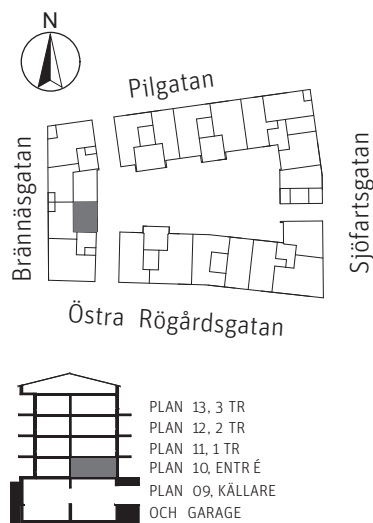 N
Pilgatan
Brännäsgatan
Sjöfartsgatan
Östra Rögårdsgatan
PLAN 13, 3 TR
PLAN 12, 2 TR
PLAN 11, 1 TR
PLAN 10, ENTR É
PLAN 09, KÄLLARE
OCH GARAGE